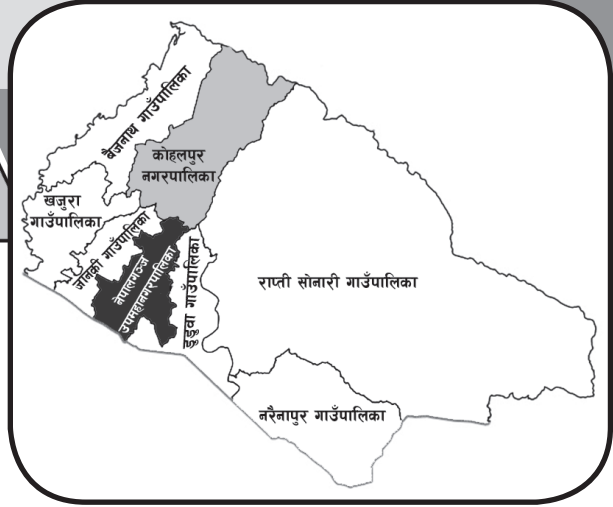 बैजनाथ गाउँपालिका
कोहलपुर
नगरपालिका
खजुरा
गाउँपालिका
जानकी गाउँपालिका
नेपालगञ्ज
उपमहानगरपालिका
डुडुवा गाउँपालिका
राप्ती सोनारी गाउँपालिका
नरैनापुर गाउँपालिका